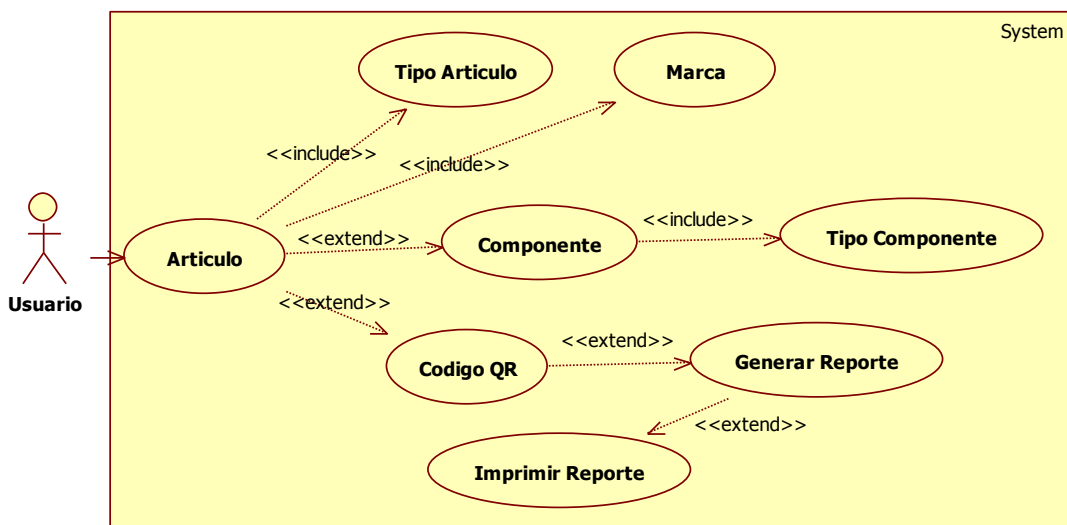 System
Tipo Articulo
Marca
<<include>>
<<include>>
<<include>>
Articulo
<<extend>>
Componente
Tipo Componente
Usuario
<<extend>>
Codigo QR
<<extend>>
Generar Reporte
<<extend>>
Imprimir Reporte